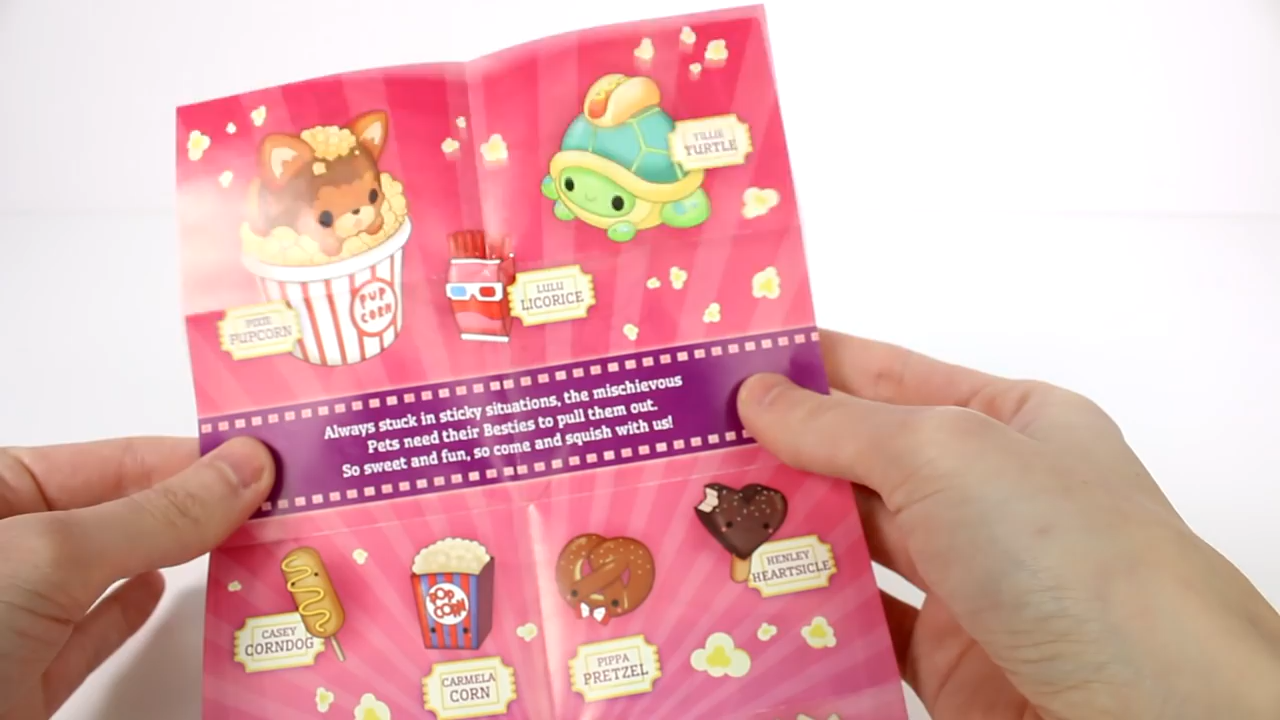 TILLIE
TURTLE
LULU
LICORICE
PUP
CORN
PIXIE
PUPCORN
Always stuck in sticky situations, the mischievous
Pets need their Besties to pull them out.
So sweet and fun, so come and squish with us!
HENLEY
HEARTSICLE
POP
CORN
CASEY
CORNDOG
PIPPA
PRETZEL
CARMELA
CORN